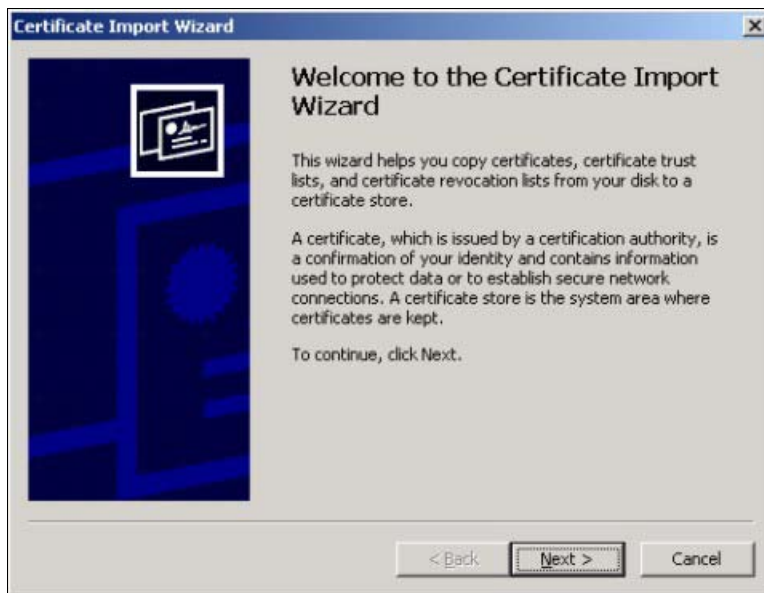 Certificate Import Wizard
Welcome to the Certificate Import
Wizard
This wizard helps you copy certificates, certificate trust
lists, and certificate revocation lists from your disk to a
certificate store.
A certificate, which is issued by a certification authority, is
a confirmation of your identity and contains information
used to protect data or to establish secure network
connections. A certificate store is the system area where
certificates are kept.
To continue, click Next.
< Back
Next >
Cancel